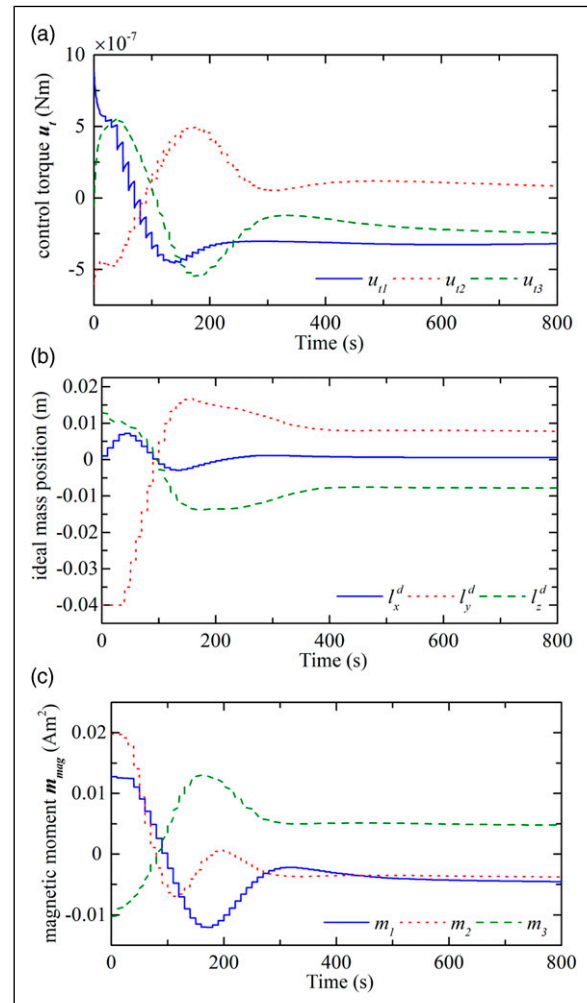 (a)
×10⁻⁷
10
5
0
-5
control torque uₜ (Nm)
u_t1 u_t2 u_t3
0 200 400 600 800
Time (s)
(b)
0.02
0.01
0
-0.01
-0.02
-0.03
-0.04
ideal mass position (m)
l_x^d l_y^d l_z^d
0 200 400 600 800
Time (s)
(c)
0.02
0.01
0
-0.01
magnetic moment m_mag (Am²)
m_1 m_2 m_3
0 200 400 600 800
Time (s)